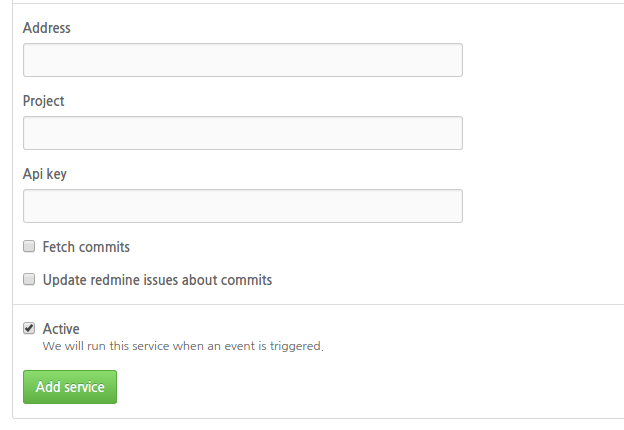 Address
Project
Api key
Fetch commits
Update redmine issues about commits
Active
We will run this service when an event is triggered.
Add service